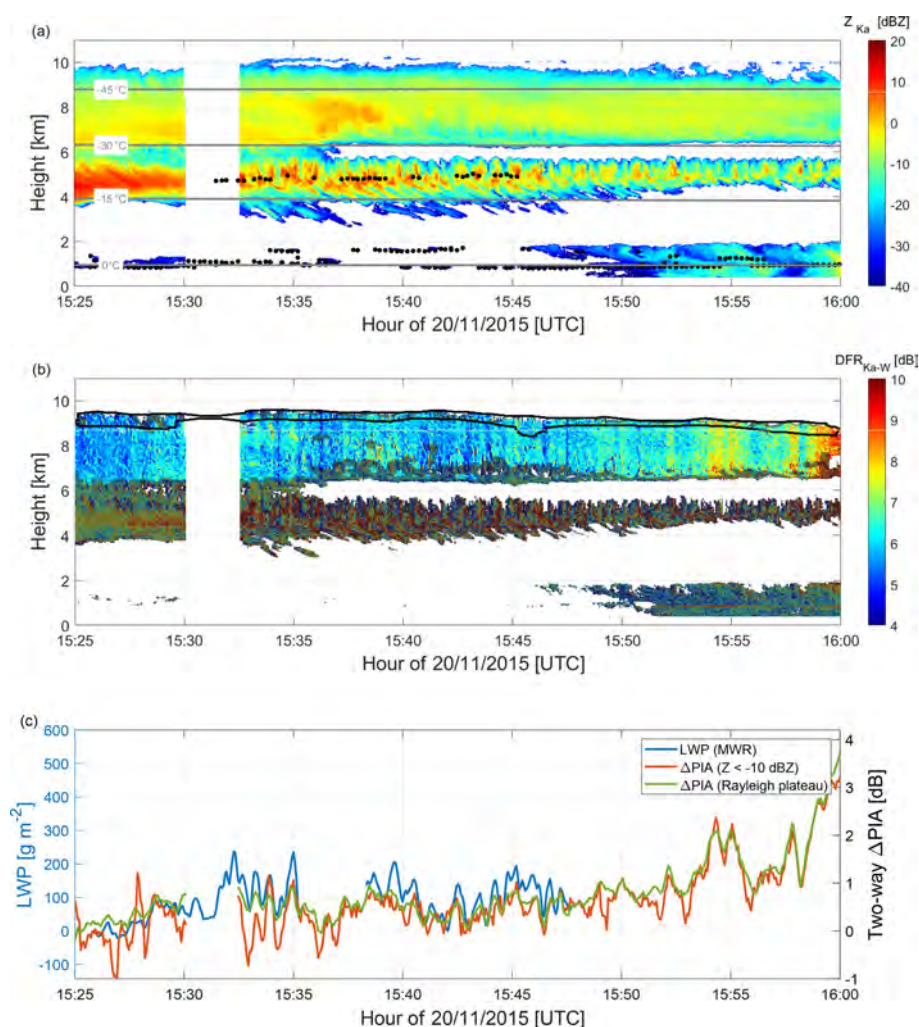 (a)
Z Ka [dBZ]
10
8
6
4
2
0
Height [km]
-45 °C
-30 °C
-15 °C
0°C
20
10
0
-10
-20
-30
-40
15:25 15:30 15:35 15:40 15:45 15:50 15:55 16:00
Hour of 20/11/2015 [UTC]
(b)
DFR Ka-W [dB]
10
8
6
4
2
0
Height [km]
10
9
8
7
6
5
4
15:25 15:30 15:35 15:40 15:45 15:50 15:55 16:00
Hour of 20/11/2015 [UTC]
(c)
600
500
400
300
200
100
0
-100
LWP [g m-2]
LWP (MWR)
ΔPIA (Z < -10 dBZ)
ΔPIA (Rayleigh plateau)
4
3
2
1
0
-1
Two-way ΔPIA [dB]
15:25 15:30 15:35 15:40 15:45 15:50 15:55 16:00
Hour of 20/11/2015 [UTC]